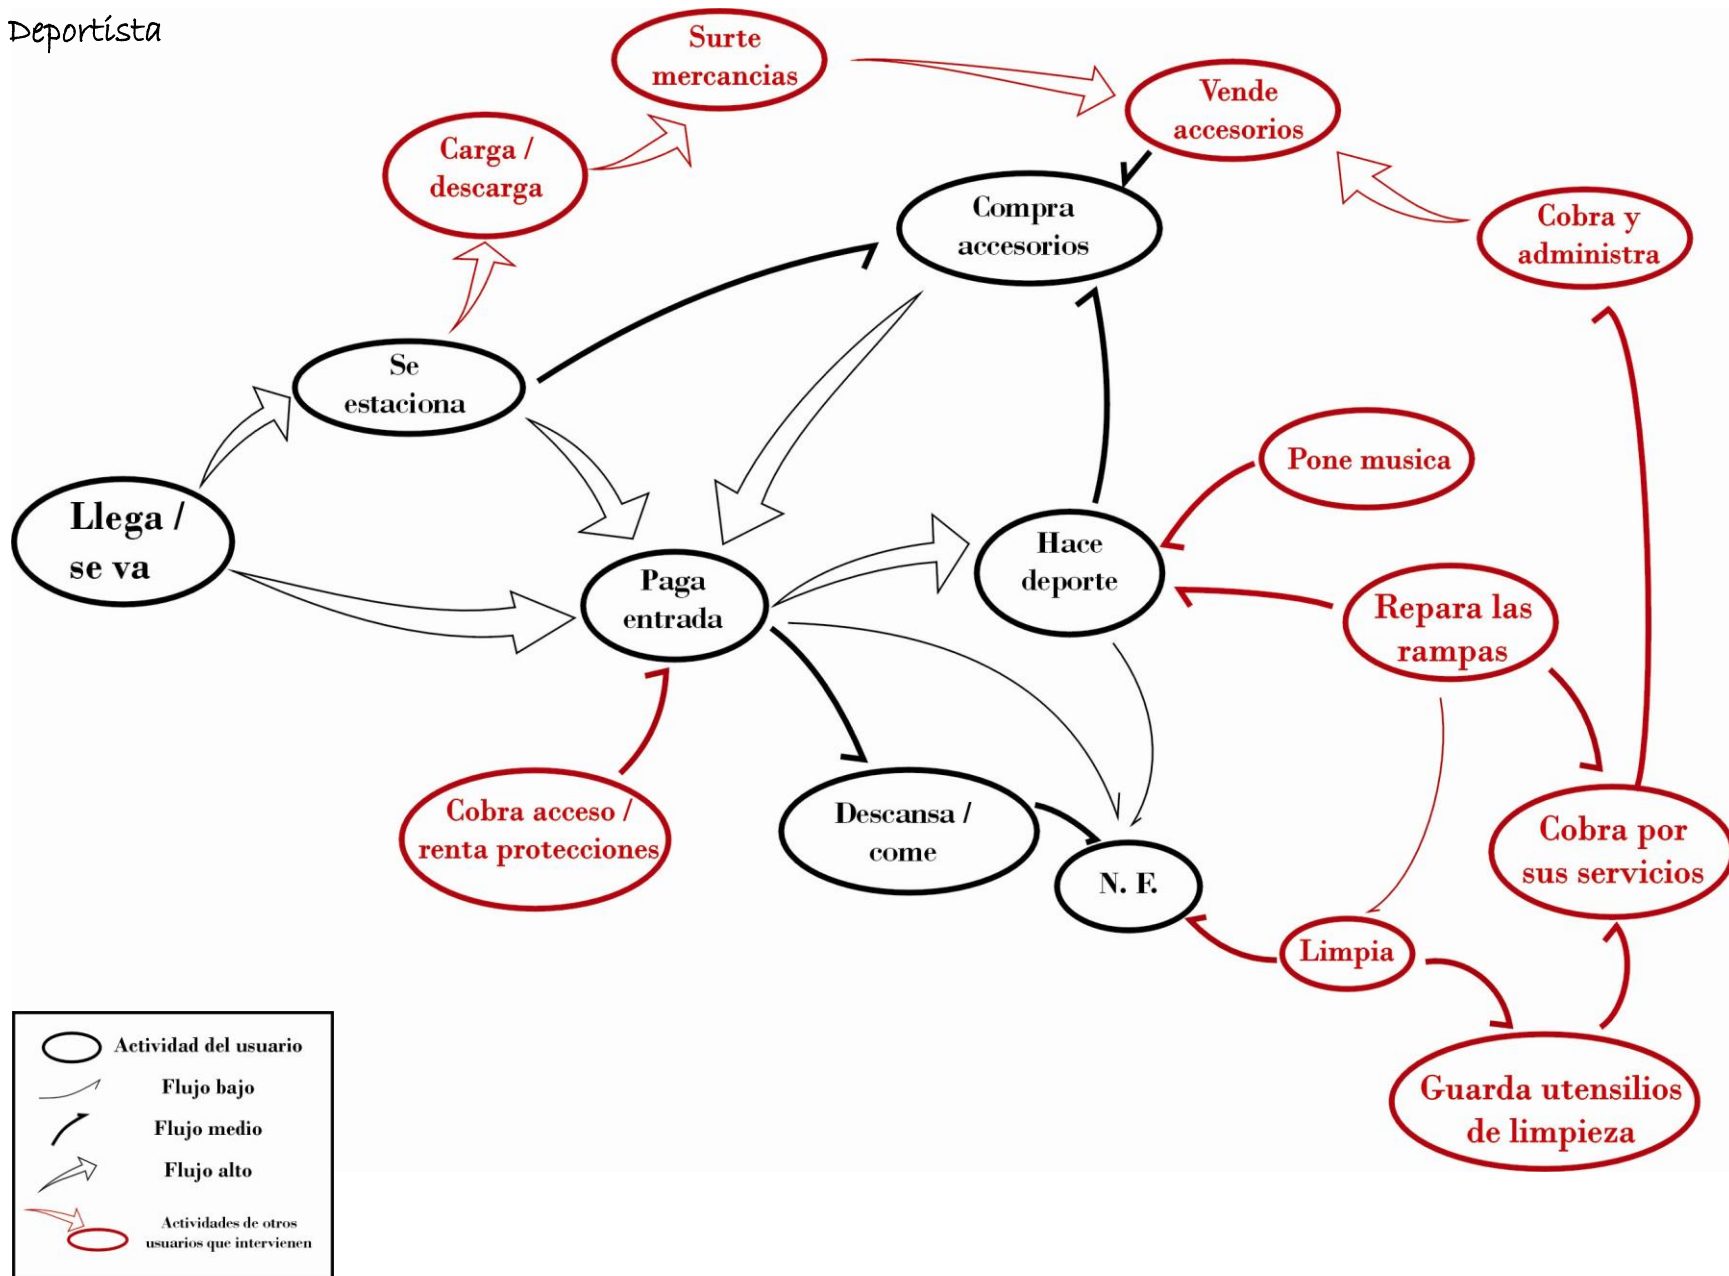 Deportista
Surte
mercancias
Vende
accesorios
Carga /
descarga
Compra
accesorios
Cobra y
administra
Se
estaciona
Pone musica
Llega /
se va
Hace
deporte
Paga
entrada
Repara las
rampas
Cobra acceso /
renta protecciones
Descansa /
come
N. F.
Cobra por
sus servicios
Limpia
Guarda utensilios
de limpieza
Actividad del usuario
Flujo bajo
Flujo medio
Flujo alto
Actividades de otros
usuarios que intervienen